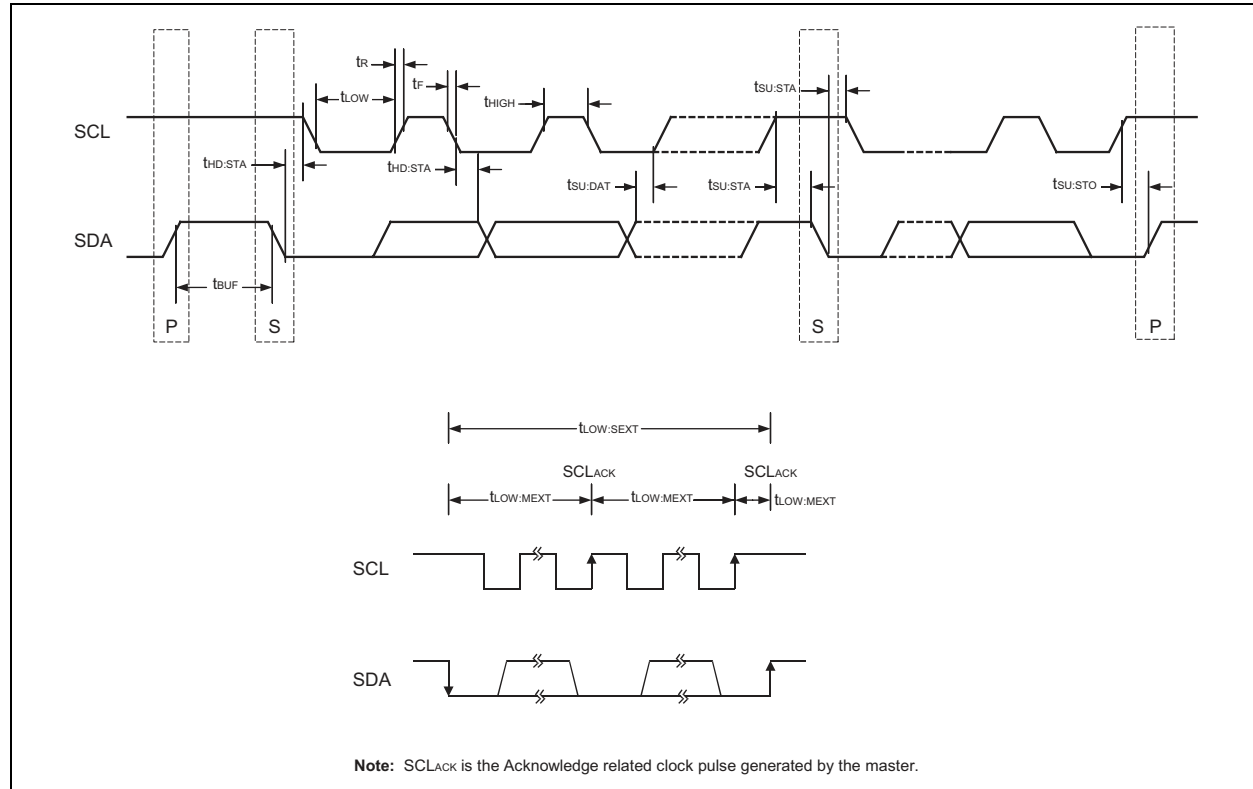 tR
tF
tLOW
tHIGH
tSU:STA
SCL
tHD:STA
tHD:STA
tSU:DAT
tSU:STA
tSU:STO
SDA
tBUF
P
S
S
P
tLOW:SEXT
SCLACK
SCLACK
tLOW:MEXT
tLOW:MEXT
tLOW:MEXT
SCL
SDA
Note: SCLACK is the Acknowledge related clock pulse generated by the master.